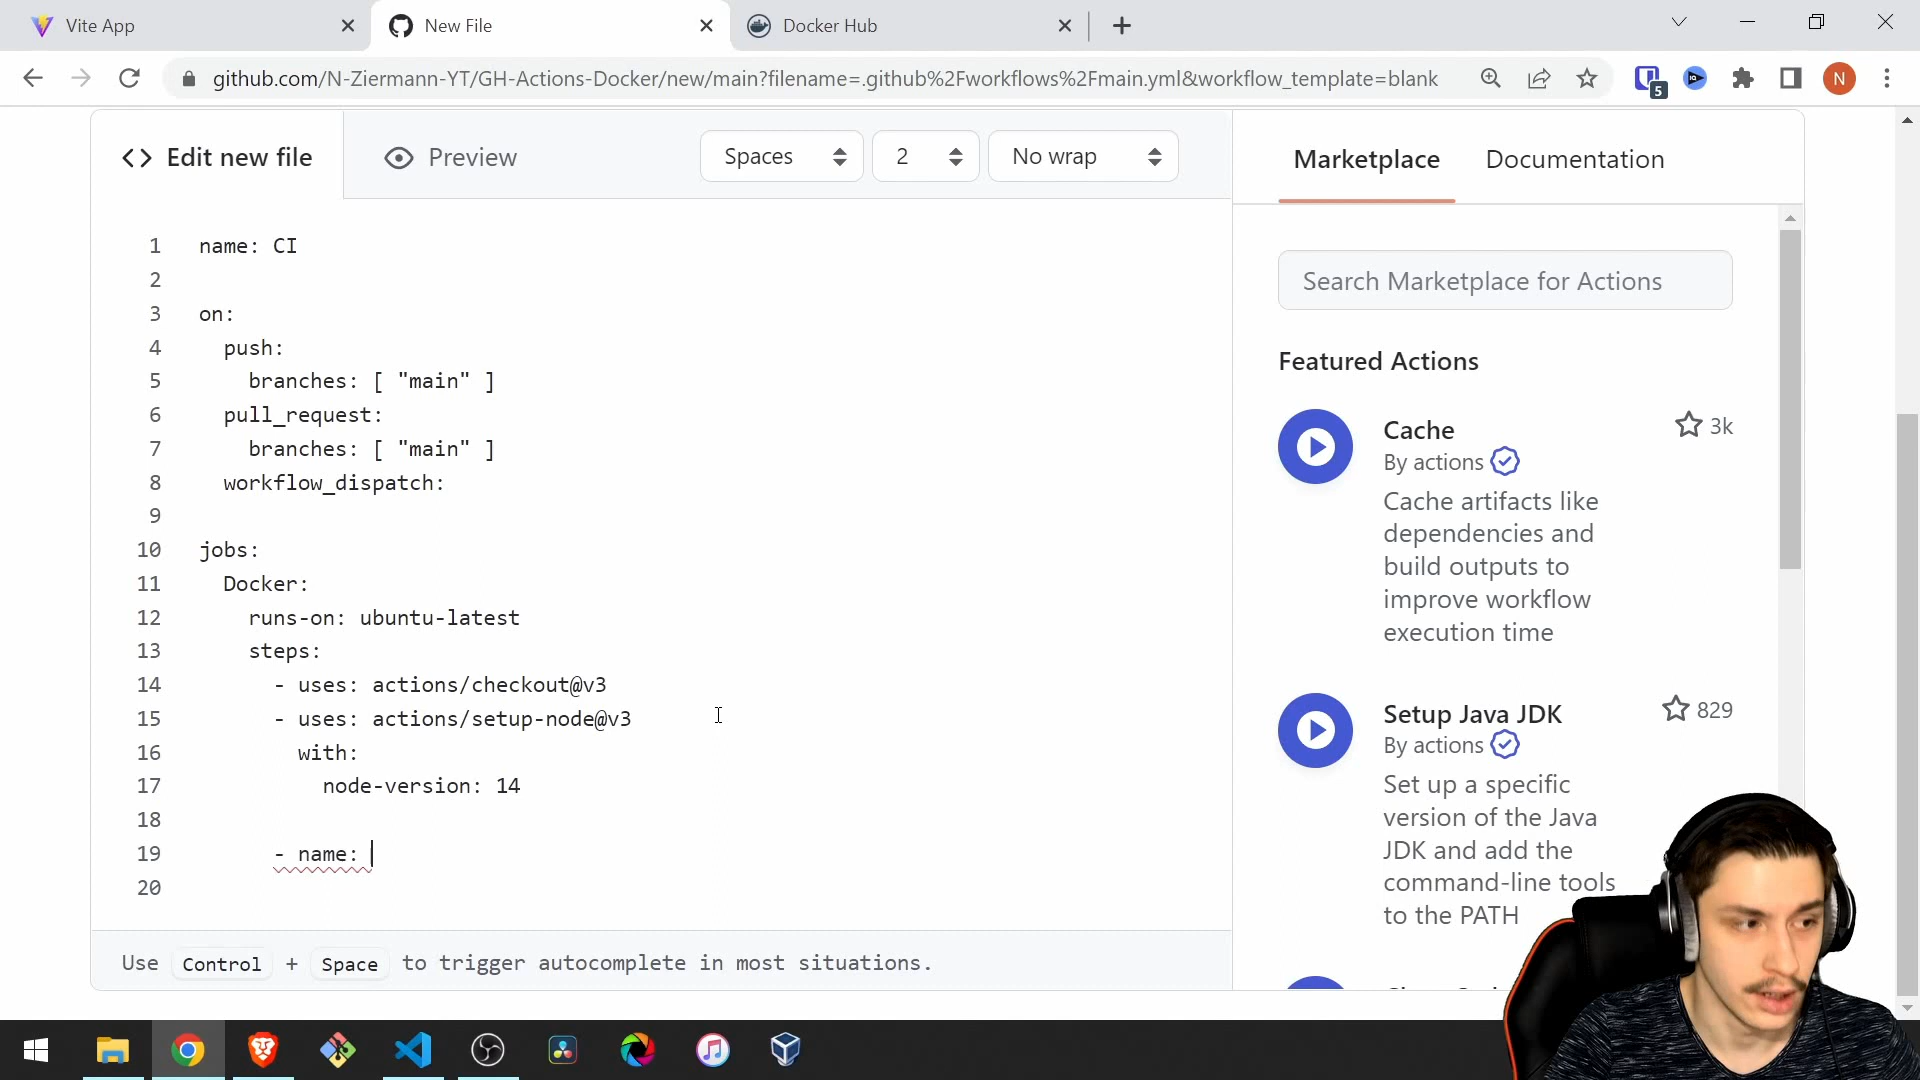 Vite App
New File
Docker Hub
github.com/N-Ziermann-YT/GH-Actions-Docker/new/main?filename=.github%2Fworkflows%2Fmain.yml&workflow_template=blank
5
N
Edit new file
Preview
Spaces
2
No wrap
Marketplace
Documentation
1 name: CI
2
3 on:
4 push:
5 branches: [ "main" ]
6 pull_request:
7 branches: [ "main" ]
8 workflow_dispatch:
9
10 jobs:
11 Docker:
12 runs-on: ubuntu-latest
13 steps:
14 - uses: actions/checkout@v3
15 - uses: actions/setup-node@v3
16 with:
17 node-version: 14
18
19 - name:
20
Use Control + Space to trigger autocomplete in most situations.
Search Marketplace for Actions
Featured Actions
Cache
3k
By actions
Cache artifacts like
dependencies and
build outputs to
improve workflow
execution time
Setup Java JDK
829
By actions
Set up a specific
version of the Java
JDK and add the
command-line tools
to the PATH